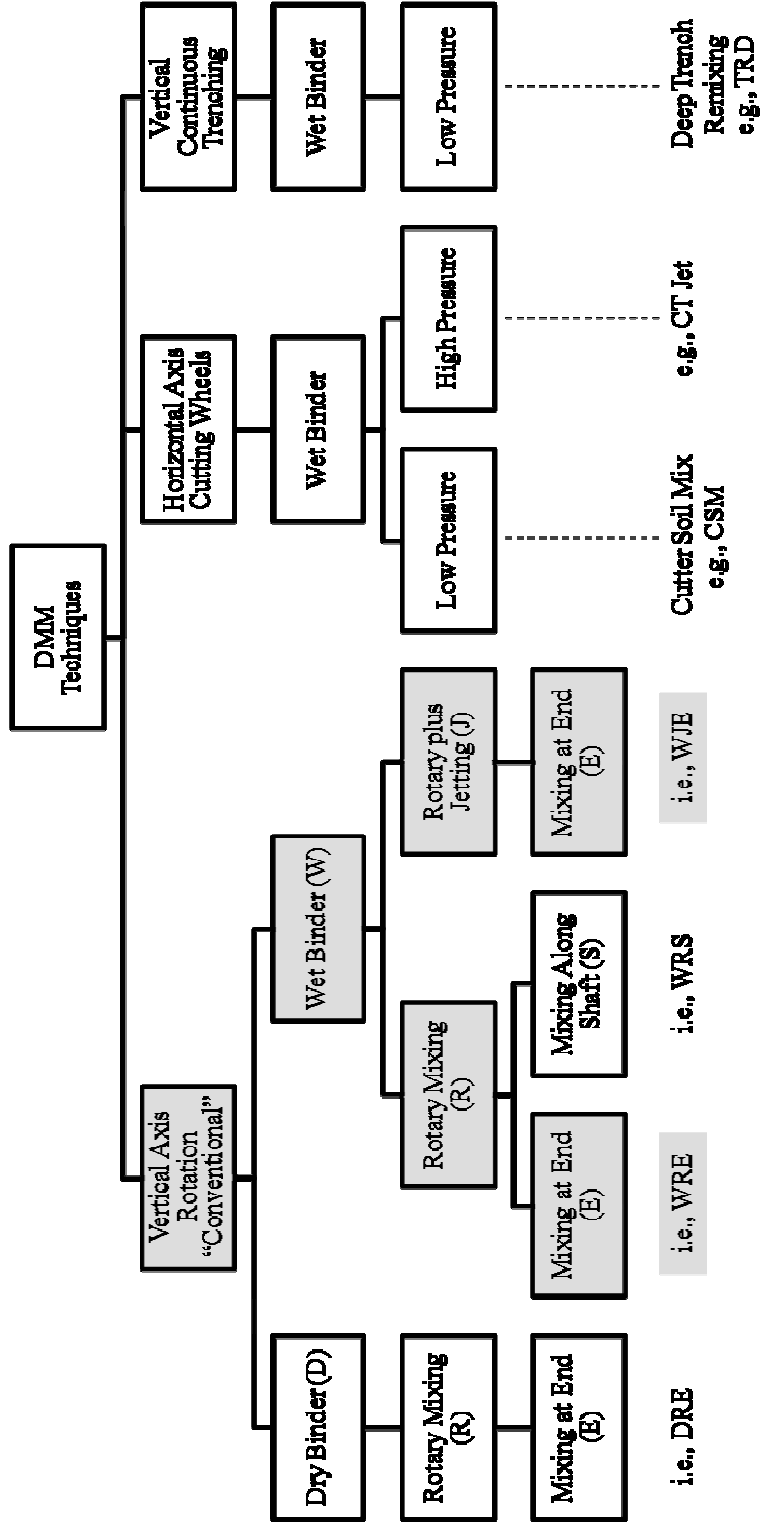 DMM
Techniques
Vertical Axis
Rotation
“Conventional”
Horizontal Axis
Cutting Wheels
Vertical
Continuous
Trenching
Dry Binder (D)
Wet Binder (W)
Wet Binder
Wet Binder
Rotary Mixing
(R)
Rotary Mixing
(R)
Rotary plus
Jetting (J)
Low Pressure
High Pressure
Low Pressure
Mixing at End
(E)
Mixing at End
(E)
Mixing Along
Shaft (S)
Mixing at End
(E)
i.e., DRE
i.e., WRE
i.e., WRS
i.e., WJE
Cutter Soil Mix
e.g., CSM
e.g., CT Jet
Deep Trench
Remixing
e.g., TRD